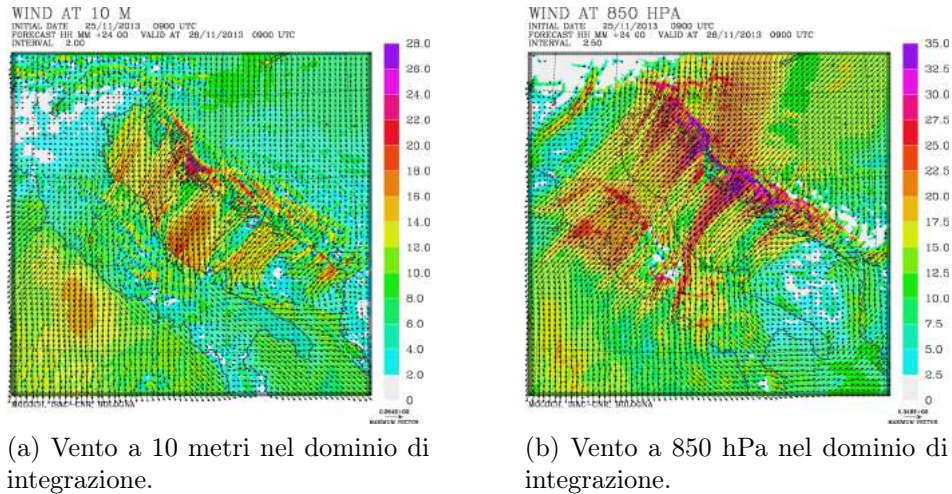 WIND AT 10 M
INITIAL DATE 25/11/2013 0900 UTC
FORECAST HH MM +24 00 VALID AT 26/11/2013 0900 UTC
INTERVAL 2.00
28.0
26.0
24.0
22.0
20.0
18.0
16.0
14.0
12.0
10.0
8.0
6.0
4.0
2.0
0
MOLOCH, ISAC-CNR, BOLOGNA
MAXIMUM VECTOR
(a) Vento a 10 metri nel dominio di
integrazione.
WIND AT 850 HPA
INITIAL DATE 25/11/2013 0900 UTC
FORECAST HH MM +24 00 VALID AT 26/11/2013 0900 UTC
INTERVAL 2.50
35.0
32.5
30.0
27.5
25.0
22.5
20.0
17.5
15.0
12.5
10.0
7.5
5.0
2.5
0
MOLOCH, ISAC-CNR, BOLOGNA
MAXIMUM VECTOR
(b) Vento a 850 hPa nel dominio di
integrazione.